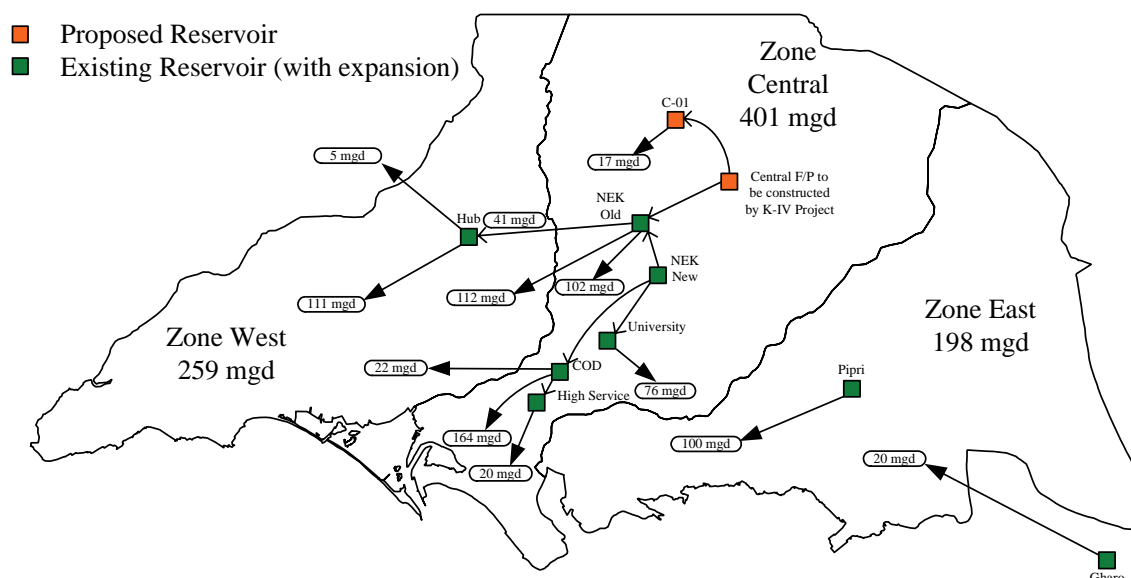 Proposed Reservoir
Existing Reservoir (with expansion)
Zone
Central
401 mgd
C-01
17 mgd
5 mgd
Central F/P to
be constructed
by K-IV Project
NEK
Old
Hub
41 mgd
NEK
New
102 mgd
112 mgd
111 mgd
Zone East
198 mgd
Zone West
259 mgd
University
22 mgd
COD
Pipri
76 mgd
High Service
164 mgd
100 mgd
20 mgd
20 mgd
Gharo